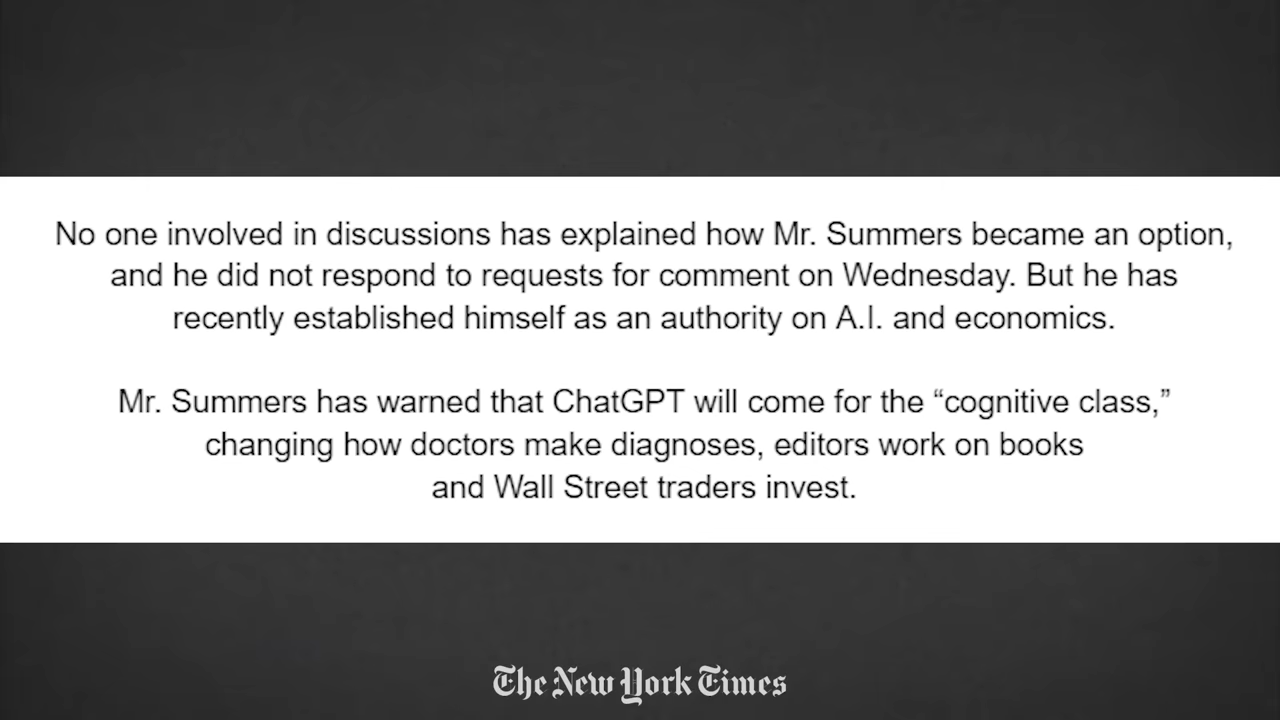 No one involved in discussions has explained how Mr. Summers became an option,
and he did not respond to requests for comment on Wednesday. But he has
recently established himself as an authority on A.I. and economics.
Mr. Summers has warned that ChatGPT will come for the “cognitive class,”
changing how doctors make diagnoses, editors work on books
and Wall Street traders invest.
The New York Times